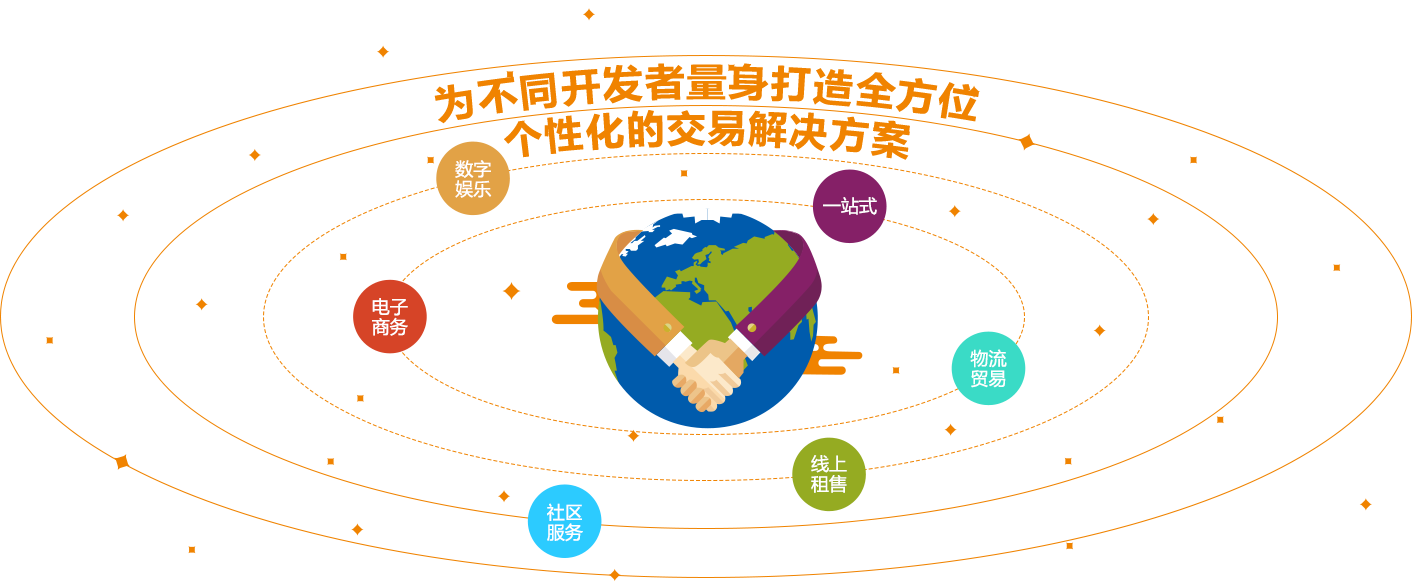 为不同开发者量身打造全方位
个性化的交易解决方案
数字
娱乐
一站式
电子
商务
物流
贸易
线上
租售
社区
服务